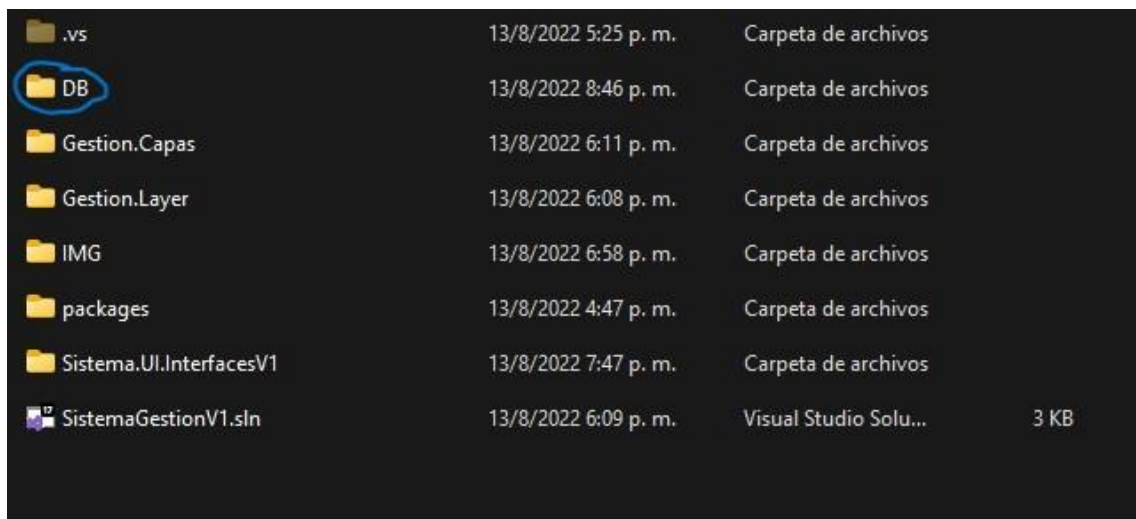 .vs 13/8/2022 5:25 p. m. Carpeta de archivos
DB 13/8/2022 8:46 p. m. Carpeta de archivos
Gestion.Capas 13/8/2022 6:11 p. m. Carpeta de archivos
Gestion.Layer 13/8/2022 6:08 p. m. Carpeta de archivos
IMG 13/8/2022 6:58 p. m. Carpeta de archivos
packages 13/8/2022 4:47 p. m. Carpeta de archivos
Sistema.UI.InterfacesV1 13/8/2022 7:47 p. m. Carpeta de archivos
17 SistemaGestionV1.sln 13/8/2022 6:09 p. m. Visual Studio Solu... 3 KB